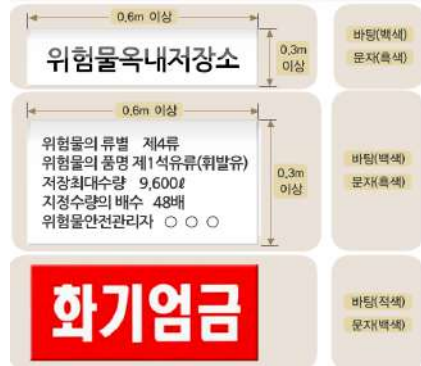 0.6m 이상
위험물옥내저장소
0.3m
이상
바탕(백색)
문자(흑색)
0.6m 이상
위험물의 류별 제4류
위험물의 품명 제1석유류(휘발유)
저장최대수량 9,600ℓ
지정수량의 배수 48배
위험물안전관리자 ○ ○ ○
0.3m
이상
바탕(백색)
문자(흑색)
화기엄금
바탕(적색)
문자(백색)